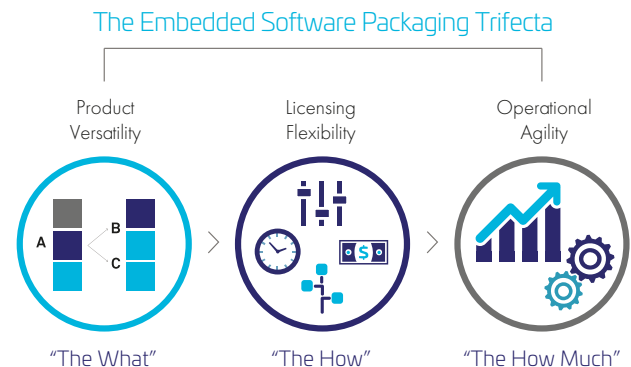 The Embedded Software Packaging Trifecta
Product
Versatility
Licensing
Flexibility
Operational
Agility
A
B
C
$
"The What"
"The How"
"The How Much"